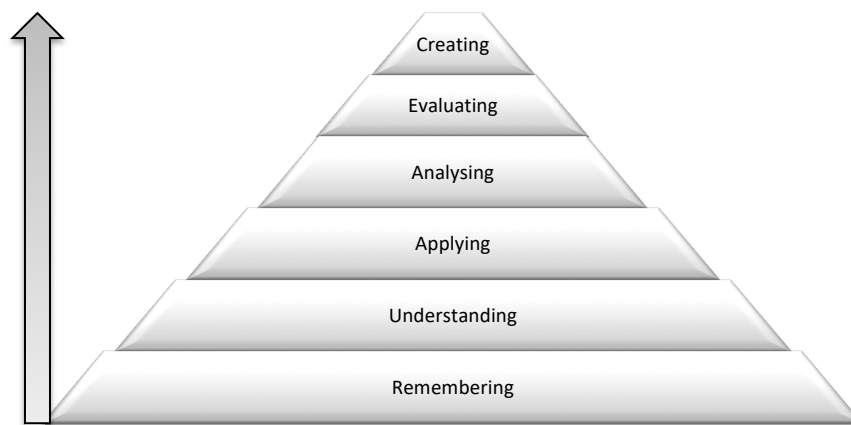 Creating
Evaluating
Analysing
Applying
Understanding
Remembering